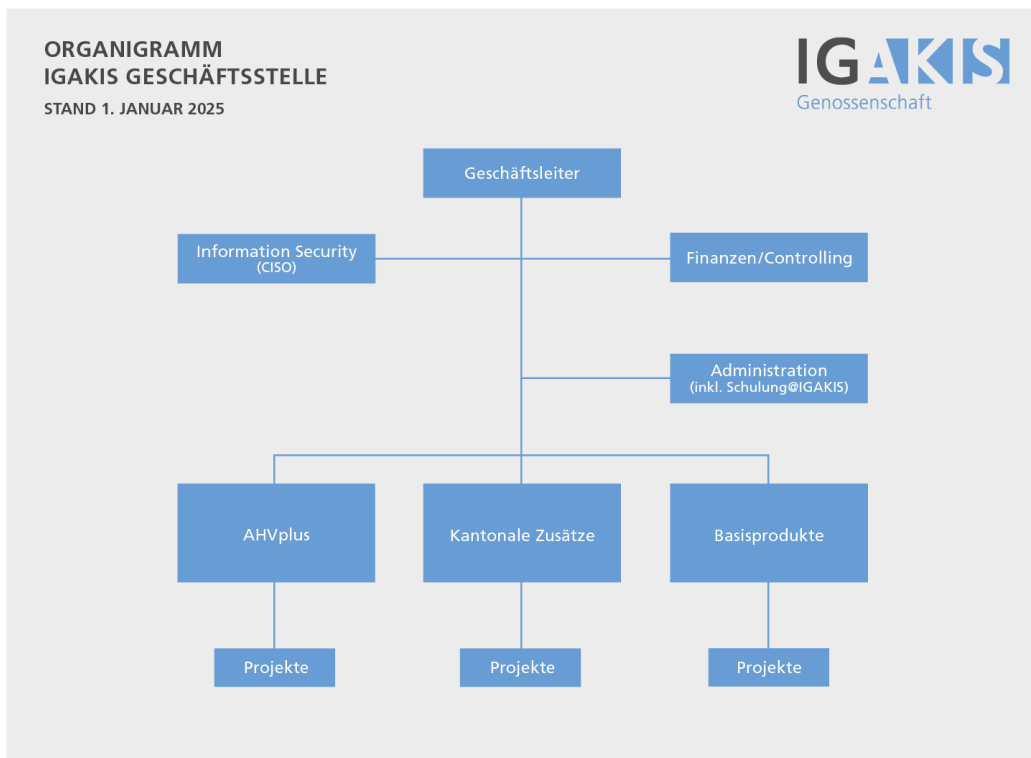 ORGANIGRAMM
IGAKIS GESCHÄFTSSTELLE
STAND 1. JANUAR 2025
IGAKIS
Genossenschaft
Geschäftsleiter
Information Security
(CISO)
Finanzen/Controlling
Administration
(inkl. Schulung@IGAKIS)
AHVplus
Kantonale Zusätze
Basisprodukte
Projekte
Projekte
Projekte